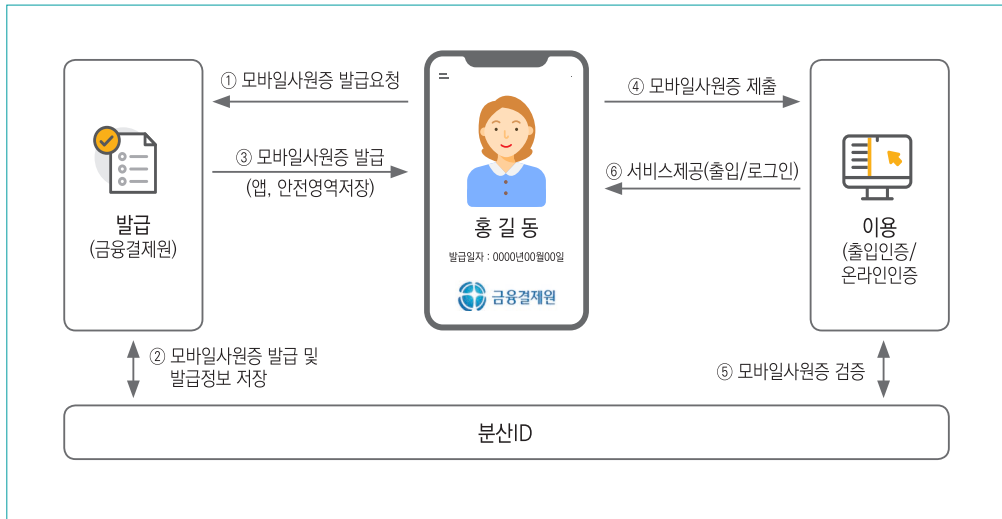 ① 모바일사원증 발급요청
③ 모바일사원증 발급
(앱, 안전영역저장)
발급
(금융결제원)
홍 길 동
발급일자 : 0000년00월00일
금융결제원
④ 모바일사원증 제출
⑥ 서비스제공(출입/로그인)
이용
(출입인증/
온라인인증
② 모바일사원증 발급 및
발급정보 저장
⑤ 모바일사원증 검증
분산ID